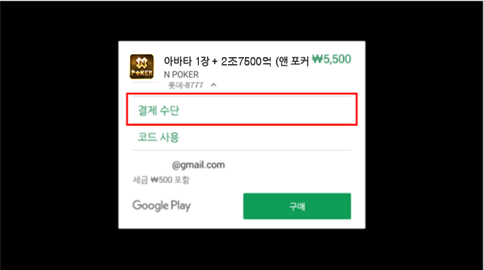 아바타 1장 + 2조7500억 (앤 포커 ₩5,500
N POKER
롯데-8777
결제 수단
코드 사용
@gmail.com
세금 ₩500 포함
Google Play
구매